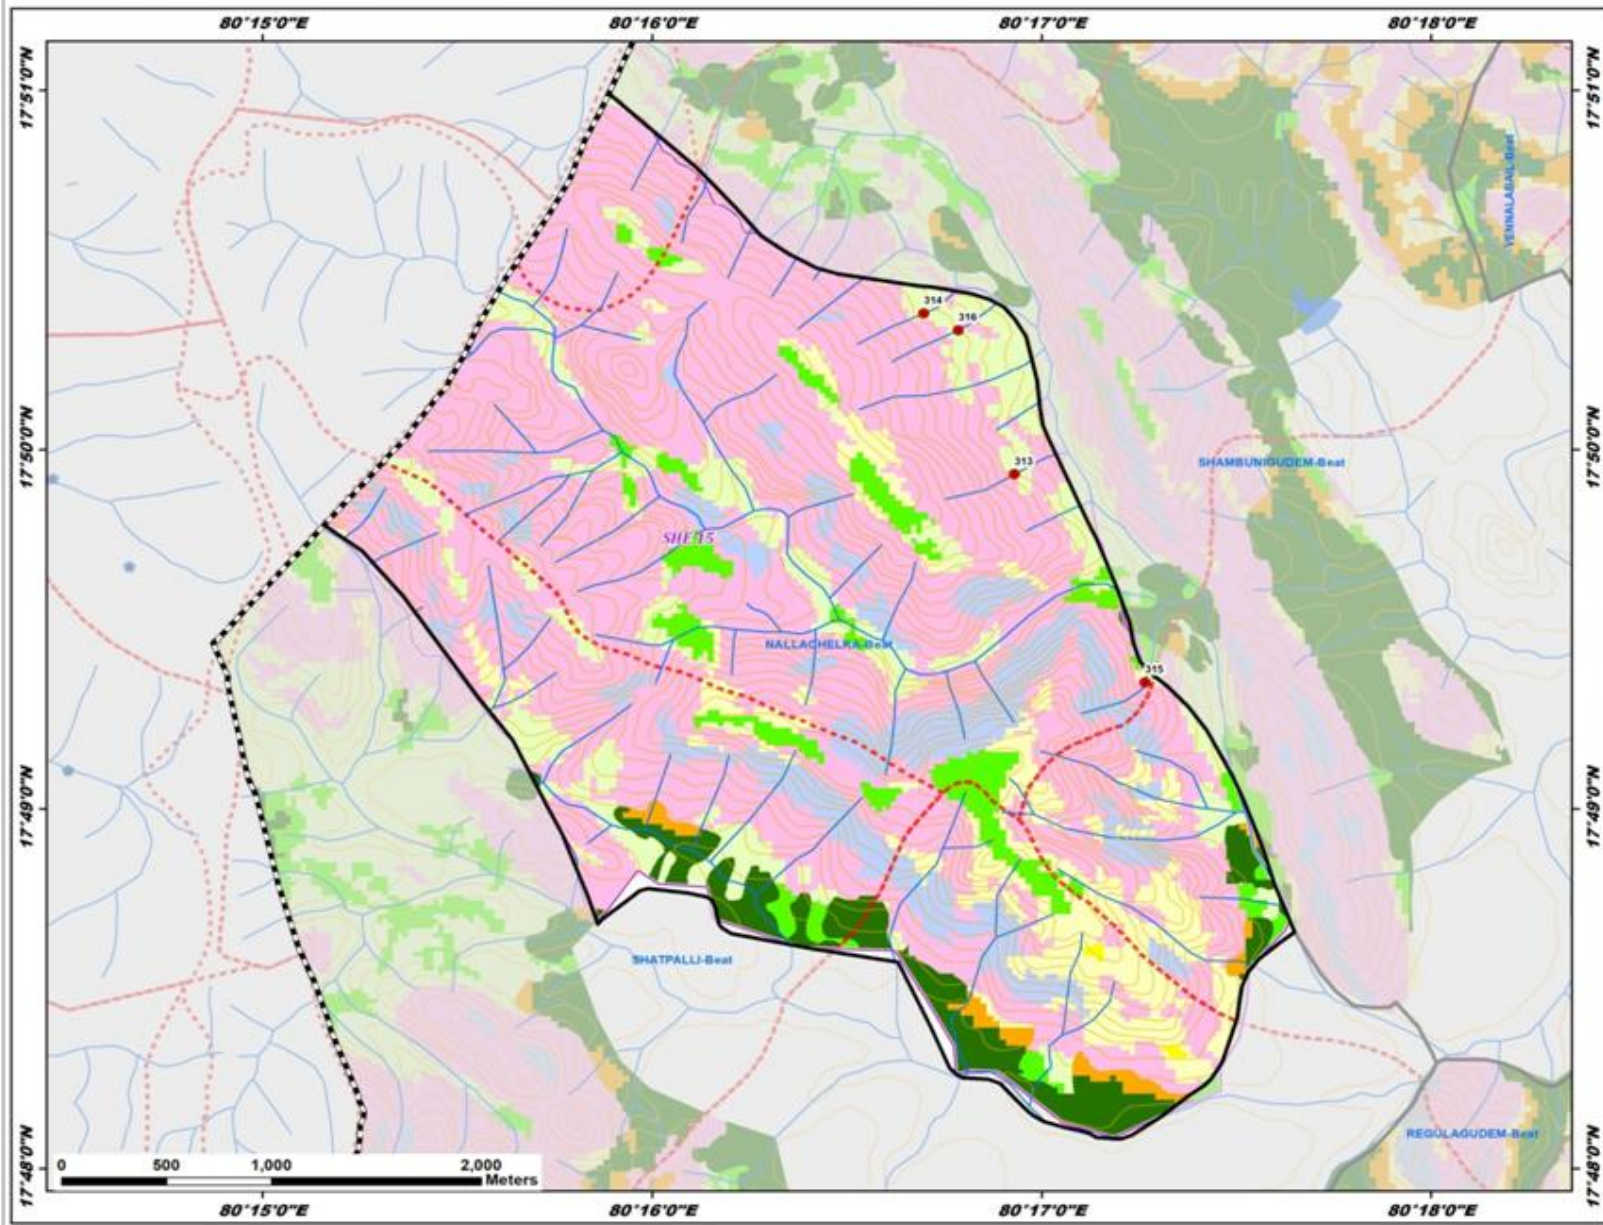 80°15'0"E 80°16'0"E 80°17'0"E 80°18'0"E
17°51'0"N 17°51'0"N
VENNALABAIL-Beat
314
316
17°50'0"N 17°50'0"N
SHAMBUNIGUDEM-Beat
313
SHE 15
NALLACHELKA-Beat
315
17°49'0"N 17°49'0"N
SHATPALLI-Beat
REGULAGUDEM-Beat
17°48'0"N 17°48'0"N
0 500 1,000 2,000
Meters
80°15'0"E 80°16'0"E 80°17'0"E 80°18'0"E